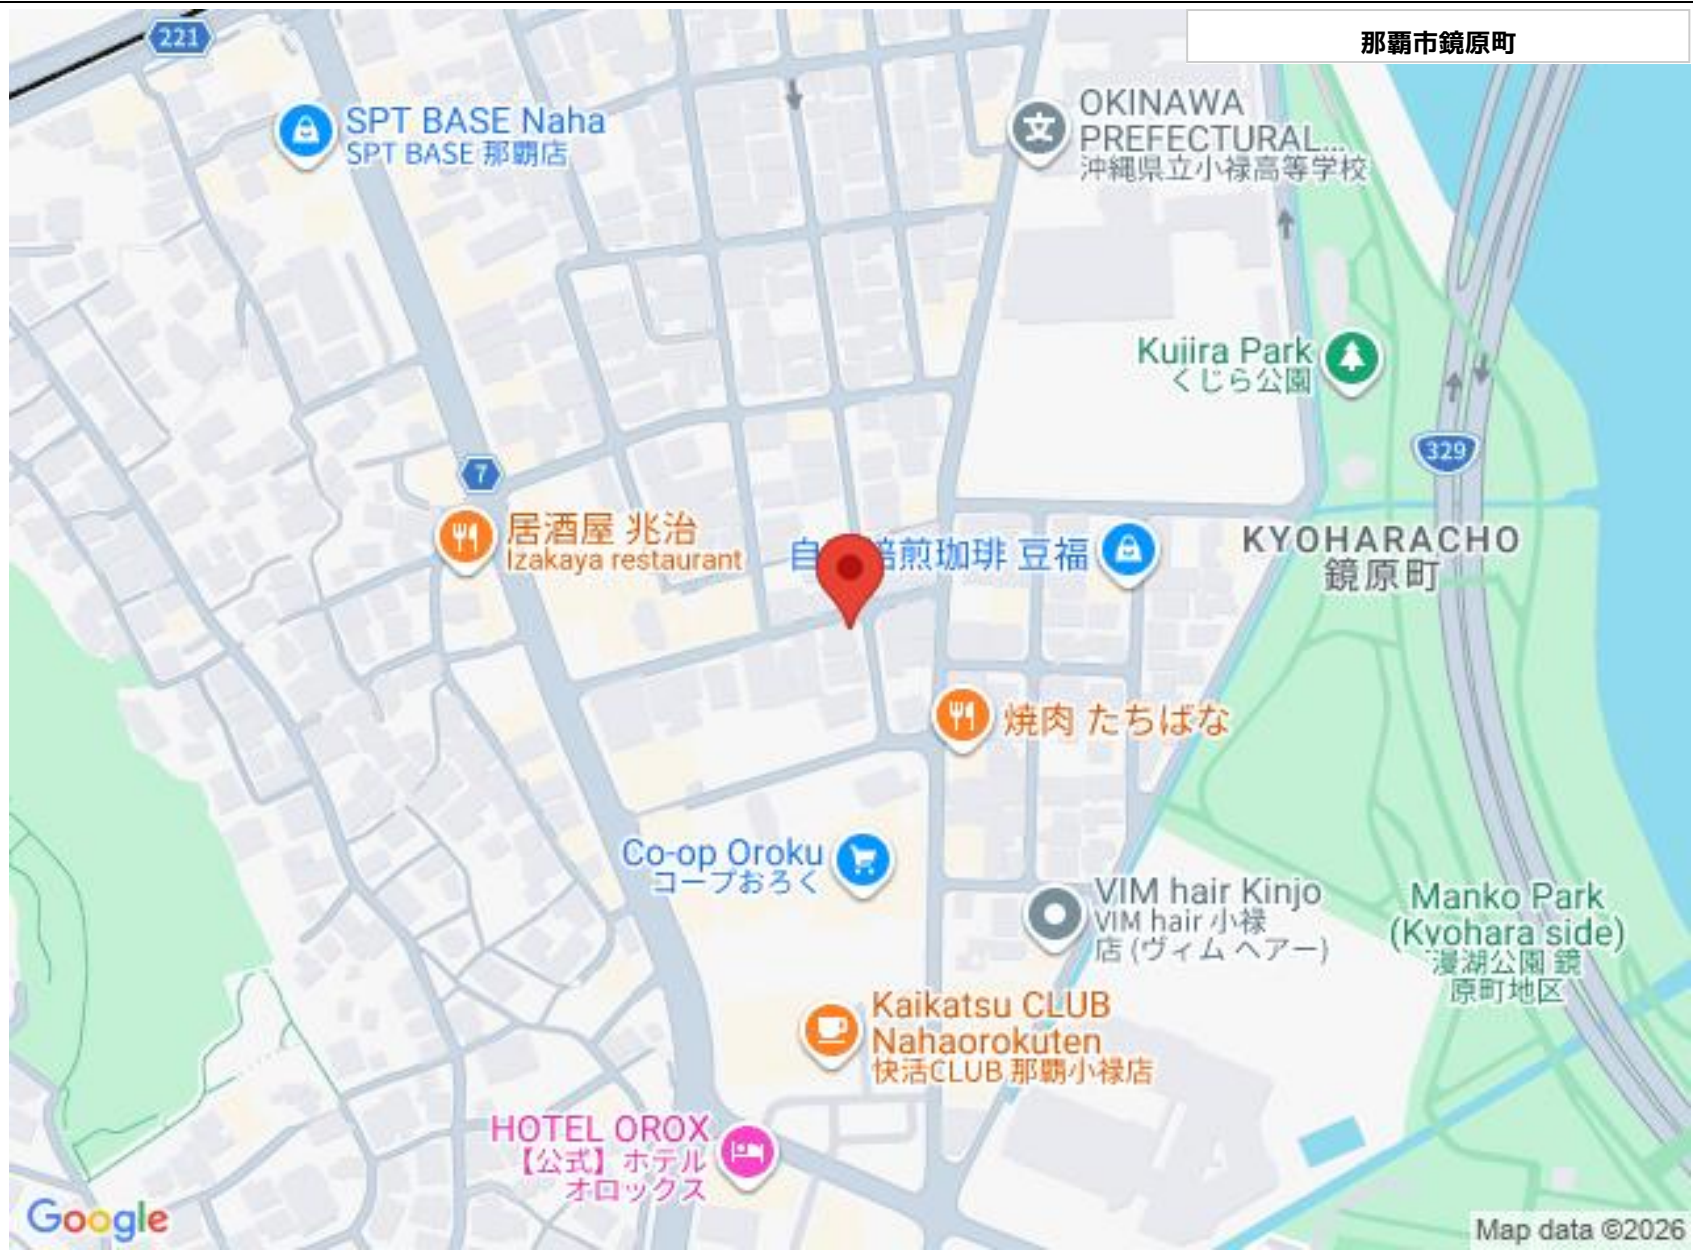 那覇市鏡原町
221
SPT BASE Naha
SPT BASE 那覇店
OKINAWA
PREFECTURAL...
沖縄県立小禄高等学校
Kujira Park
くじら公園
329
7
居酒屋 兆治
Izakaya restaurant
自
焙煎珈琲 豆福
KYOHARACHO
鏡原町
焼肉 たちばな
Co-op Oroku
コープおろく
VIM hair Kinjo
VIM hair 小禄
店 (ヴィム ヘアー)
Manko Park
(Kyohara side)
漫湖公園 鏡
原町地区
Kaikatsu CLUB
Nahaorokuten
快活CLUB 那覇小禄店
HOTEL OROX
【公式】ホテル
オロックス
Google
Map data ©2026